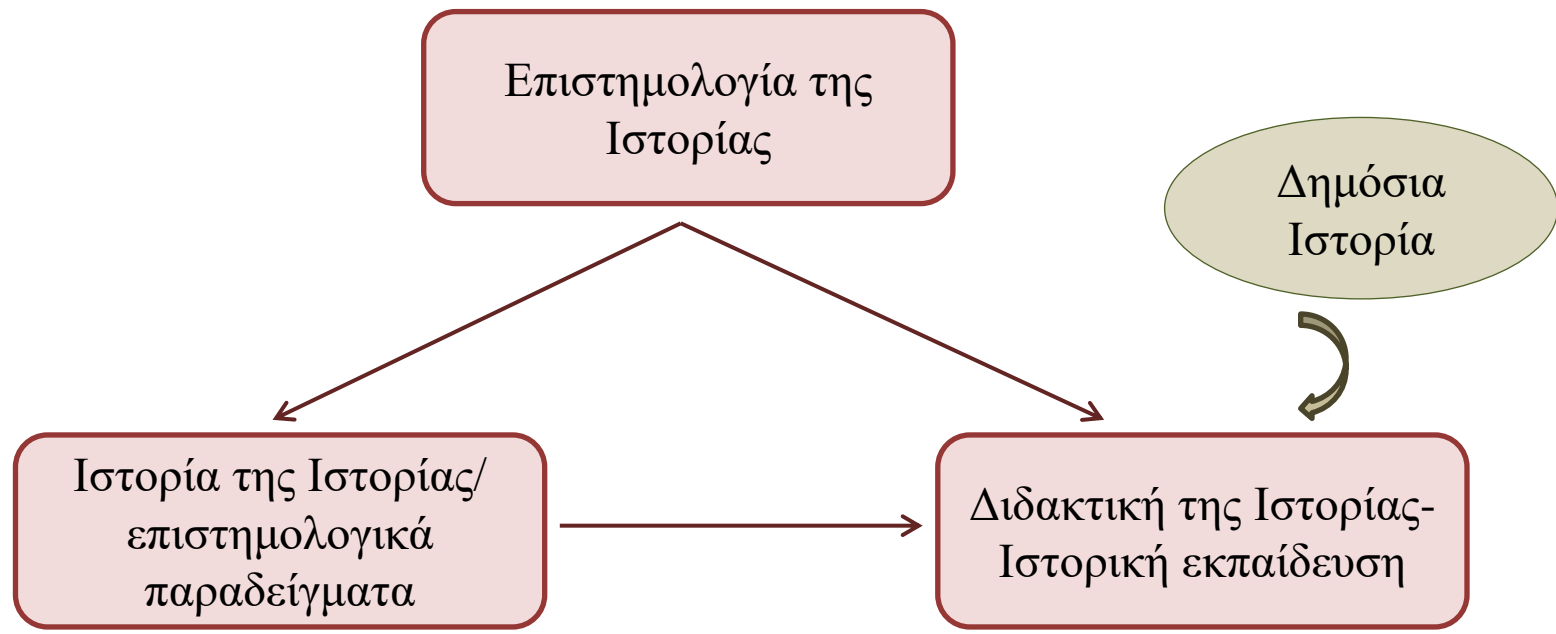 Επιστημολογία της
Ιστορίας
Δημόσια
Ιστορία
Ιστορία της Ιστορίας/
επιστημολογικά
παραδείγματα
Διδακτική της Ιστορίας-
Ιστορική εκπαίδευση